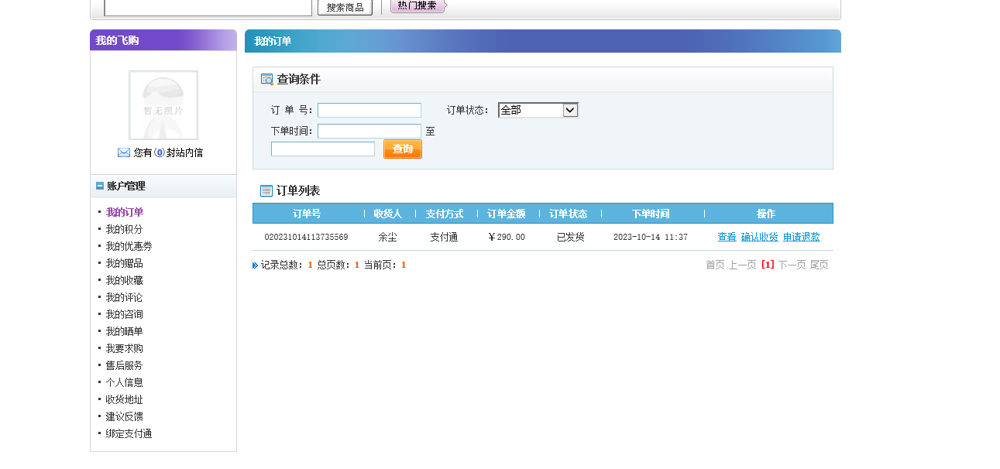 搜索商品 热门搜索
我的飞购
暂无照片
您有(0)封站内信
账户管理
我的订单
我的积分
我的优惠券
我的赠品
我的收藏
我的评论
我的咨询
我的晒单
我要求购
售后服务
个人信息
收货地址
建议反馈
绑定支付通
我的订单
查询条件
订 单 号： 订单状态： 全部
下单时间： 至
查询
订单列表
订单号 收货人 支付方式 订单金额 订单状态 下单时间 操作
020231014113735569 余尘 支付通 ￥290.00 已发货 2023-10-14 11:37 查看 确认收货 申请退款
记录总数：1 总页数：1 当前页：1 首页 上一页 [1] 下一页 尾页